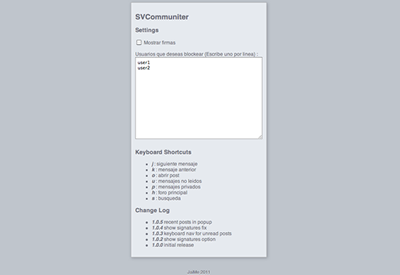 SVCommuniter
Settings
Mostrar firmas
Usuarios que deseas blockear (Escribe uno por linea) :
user1
user2
Keyboard Shortcuts
j : siguiente mensaje
k : mensaje anterior
o : abrir post
u : mensajes no leidos
p : mensajes privados
h : foro principal
s : busqueda
Change Log
1.0.5 recent posts in popup
1.0.4 show signatures fix
1.0.3 keyboard nav for unread posts
1.0.2 show signatures option
1.0.0 initial release
2011